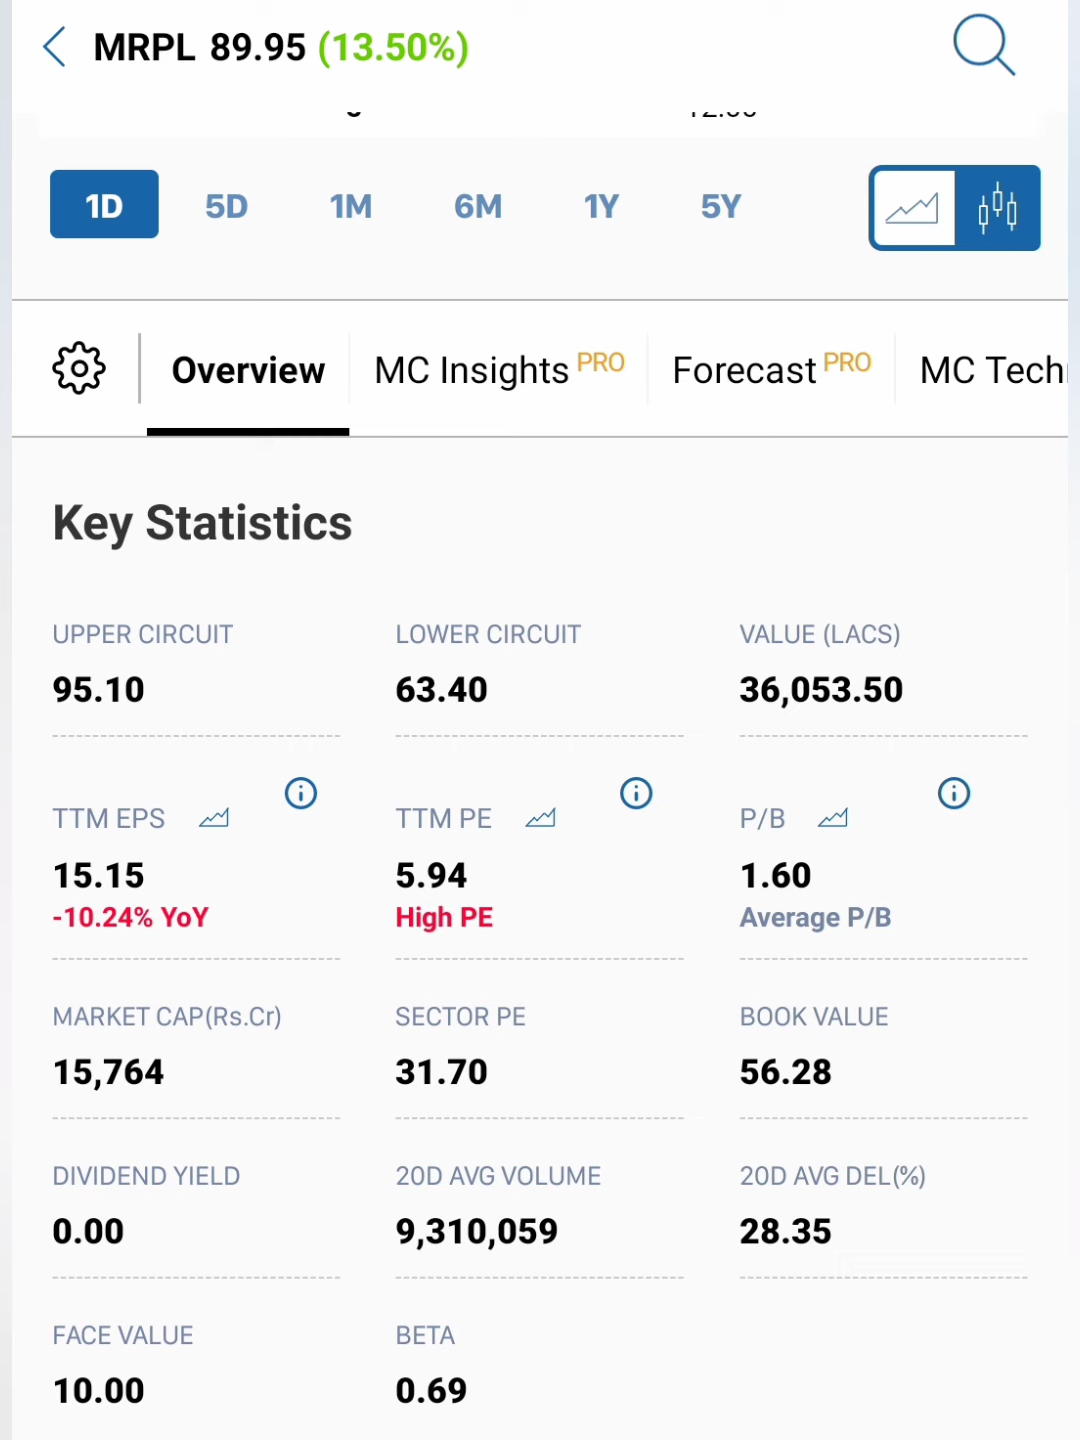 MRPL 89.95 (13.50%)
1D 5D 1M 6M 1Y 5Y
Overview MC Insights PRO Forecast PRO MC Tech
Key Statistics
UPPER CIRCUIT LOWER CIRCUIT VALUE (LACS)
95.10 63.40 36,053.50
TTM EPS TTM PE P/B
15.15 5.94 1.60
-10.24% YoY High PE Average P/B
MARKET CAP(Rs.Cr) SECTOR PE BOOK VALUE
15,764 31.70 56.28
DIVIDEND YIELD 20D AVG VOLUME 20D AVG DEL(%)
0.00 9,310,059 28.35
FACE VALUE BETA
10.00 0.69